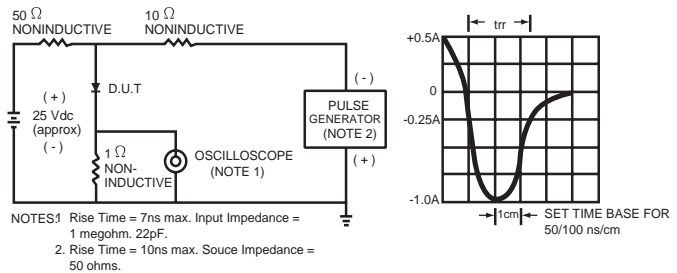 50 Ω
NONINDUCTIVE
10 Ω
NONINDUCTIVE
( + )
25 Vdc
(approx)
( - )
D.U.T
1 Ω
NON-
INDUCTIVE
OSCILLOSCOPE
(NOTE 1)
( - )
PULSE
GENERATOR
(NOTE 2)
( + )
trr
+0.5A
0
-0.25A
-1.0A
1cm
SET TIME BASE FOR
50/100 ns/cm
NOTES:1 Rise Time = 7ns max. Input Impedance =
1 megohm. 22pF.
2. Rise Time = 10ns max. Souce Impedance =
50 ohms.